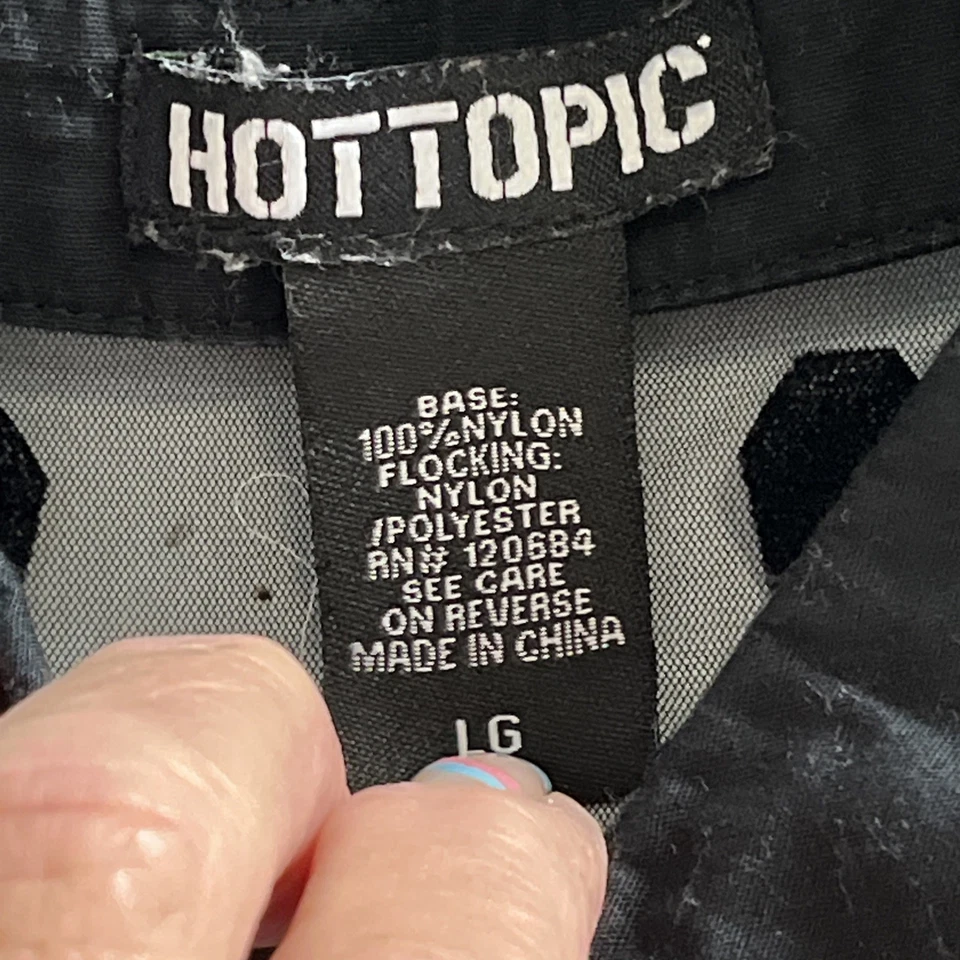 HOTTOPIC
BASE:
100%NYLON
FLOCKING:
NYLON
/POLYESTER
RN# 120684
SEE CARE
ON REVERSE
MADE IN CHINA
LG